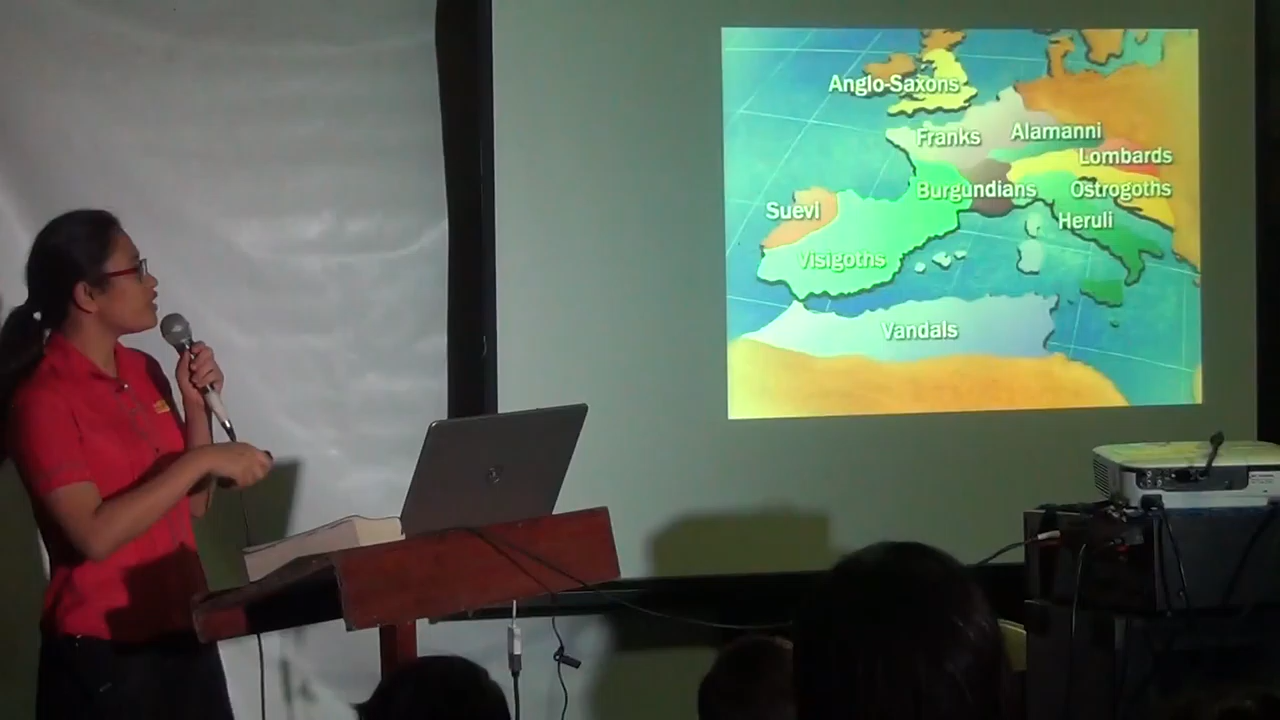 Anglo-Saxons
Franks
Alamanni
Lombards
Burgundians
Ostrogoths
Suevi
Heruli
Visigoths
Vandals